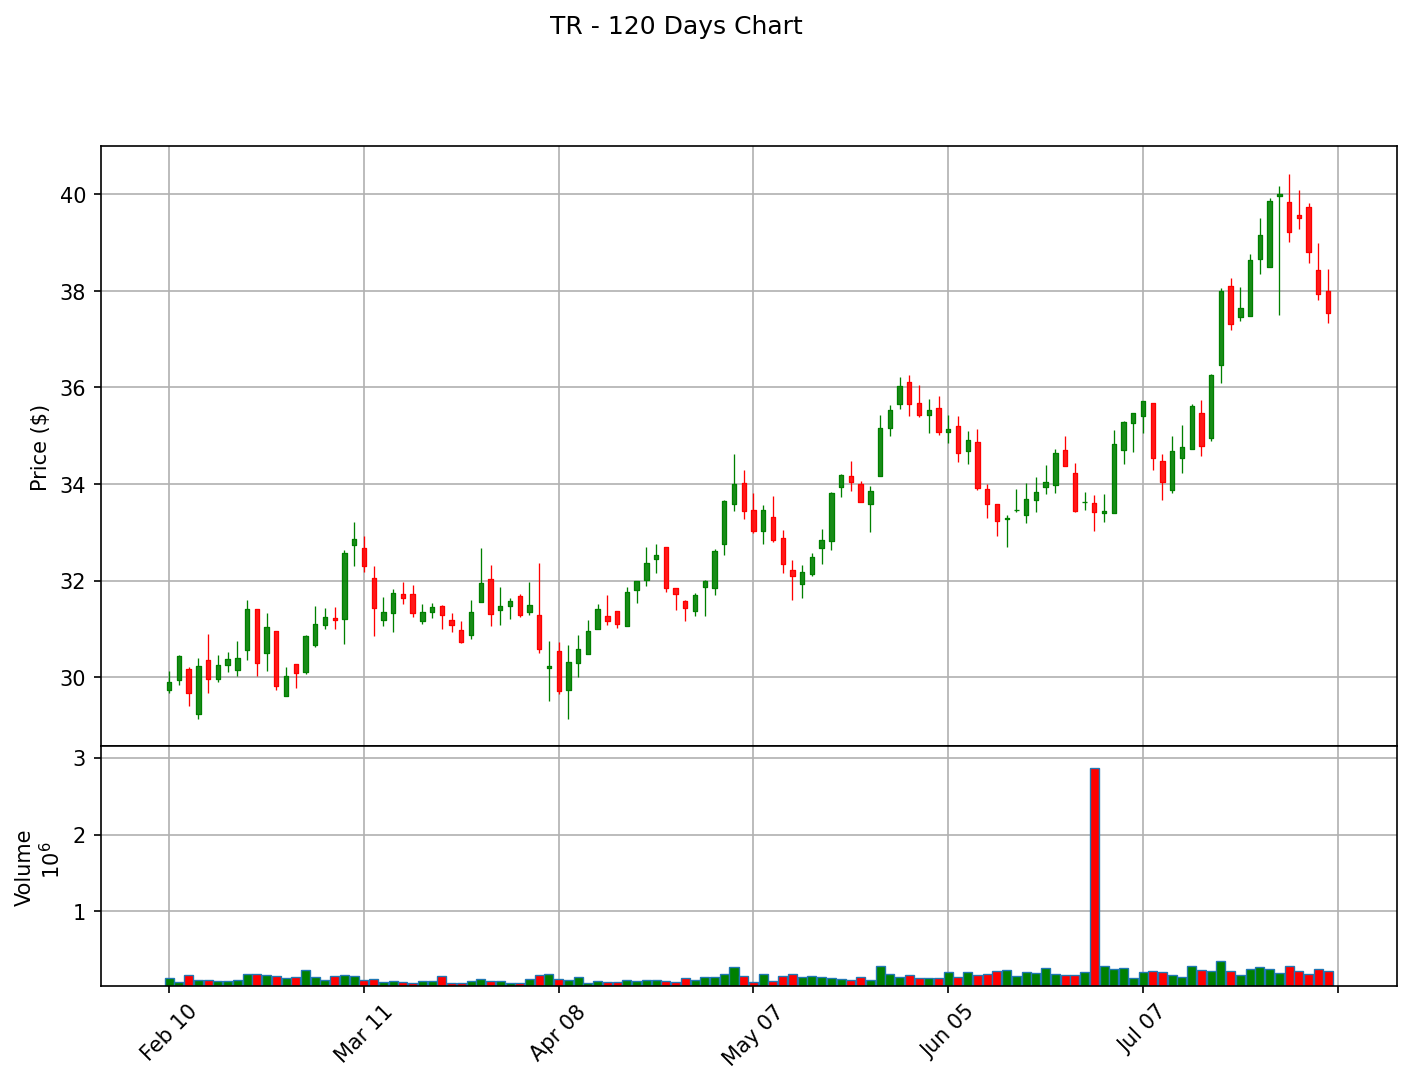 TR - 120 Days Chart
Price ($)
40
38
36
34
32
30
Volume
10⁶
3
2
1
Feb 10
Mar 11
Apr 08
May 07
Jun 05
Jul 07